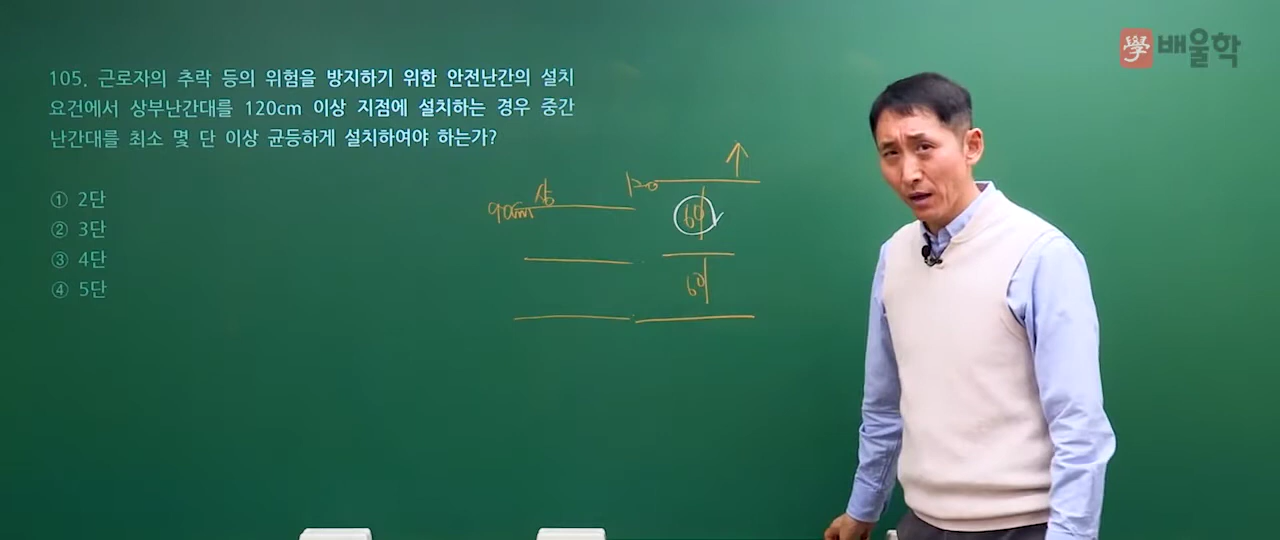 學 배울학
105. 근로자의 추락 등의 위험을 방지하기 위한 안전난간의 설치
요건에서 상부난간대를 120cm 이상 지점에 설치하는 경우 중간
난간대를 최소 몇 단 이상 균등하게 설치하여야 하는가?
① 2단
② 3단
③ 4단
④ 5단
120
90cm
60
60